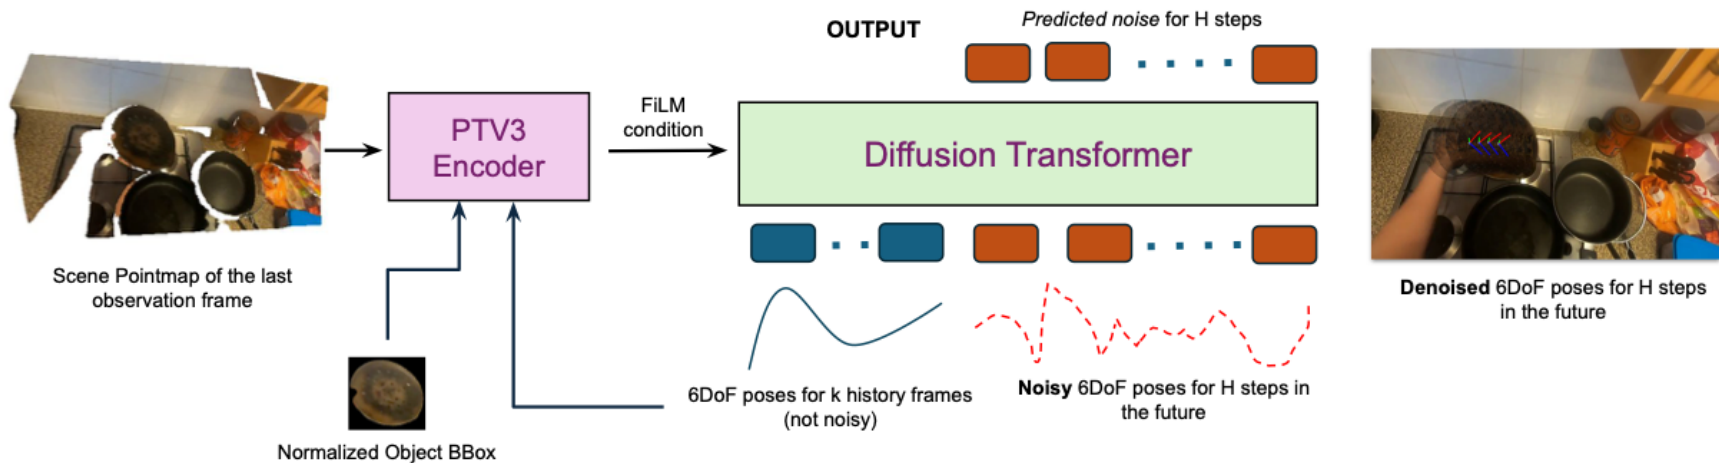 OUTPUT
Predicted noise for H steps
PTV3
Encoder
FiLM
condition
Diffusion Transformer
Scene Pointmap of the last
observation frame
Normalized Object BBox
6DoF poses for k history frames
(not noisy)
Noisy 6DoF poses for H steps in
the future
Denoised 6DoF poses for H steps
in the future